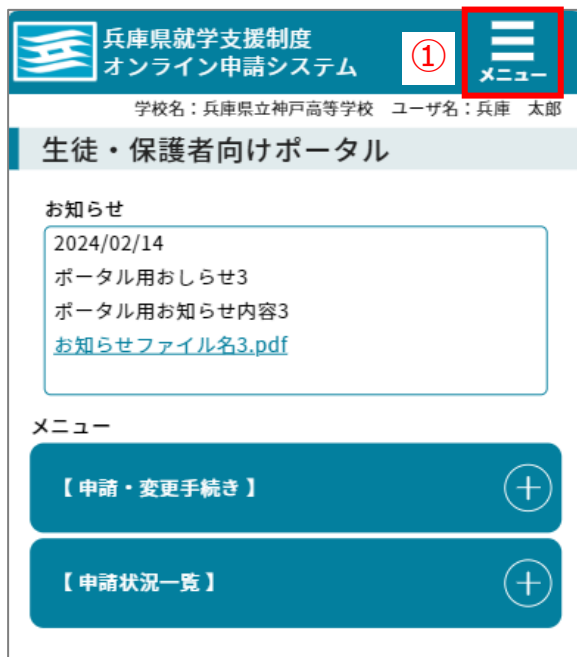 兵庫県就学支援制度
オンライン申請システム
①
メニュー
学校名：兵庫県立神戸高等学校　ユーザ名：兵庫　太郎
生徒・保護者向けポータル
お知らせ
2024/02/14
ポータル用おしらせ3
ポータル用お知らせ内容3
お知らせファイル名3.pdf
メニュー
【 申請・変更手続き 】
【 申請状況一覧 】